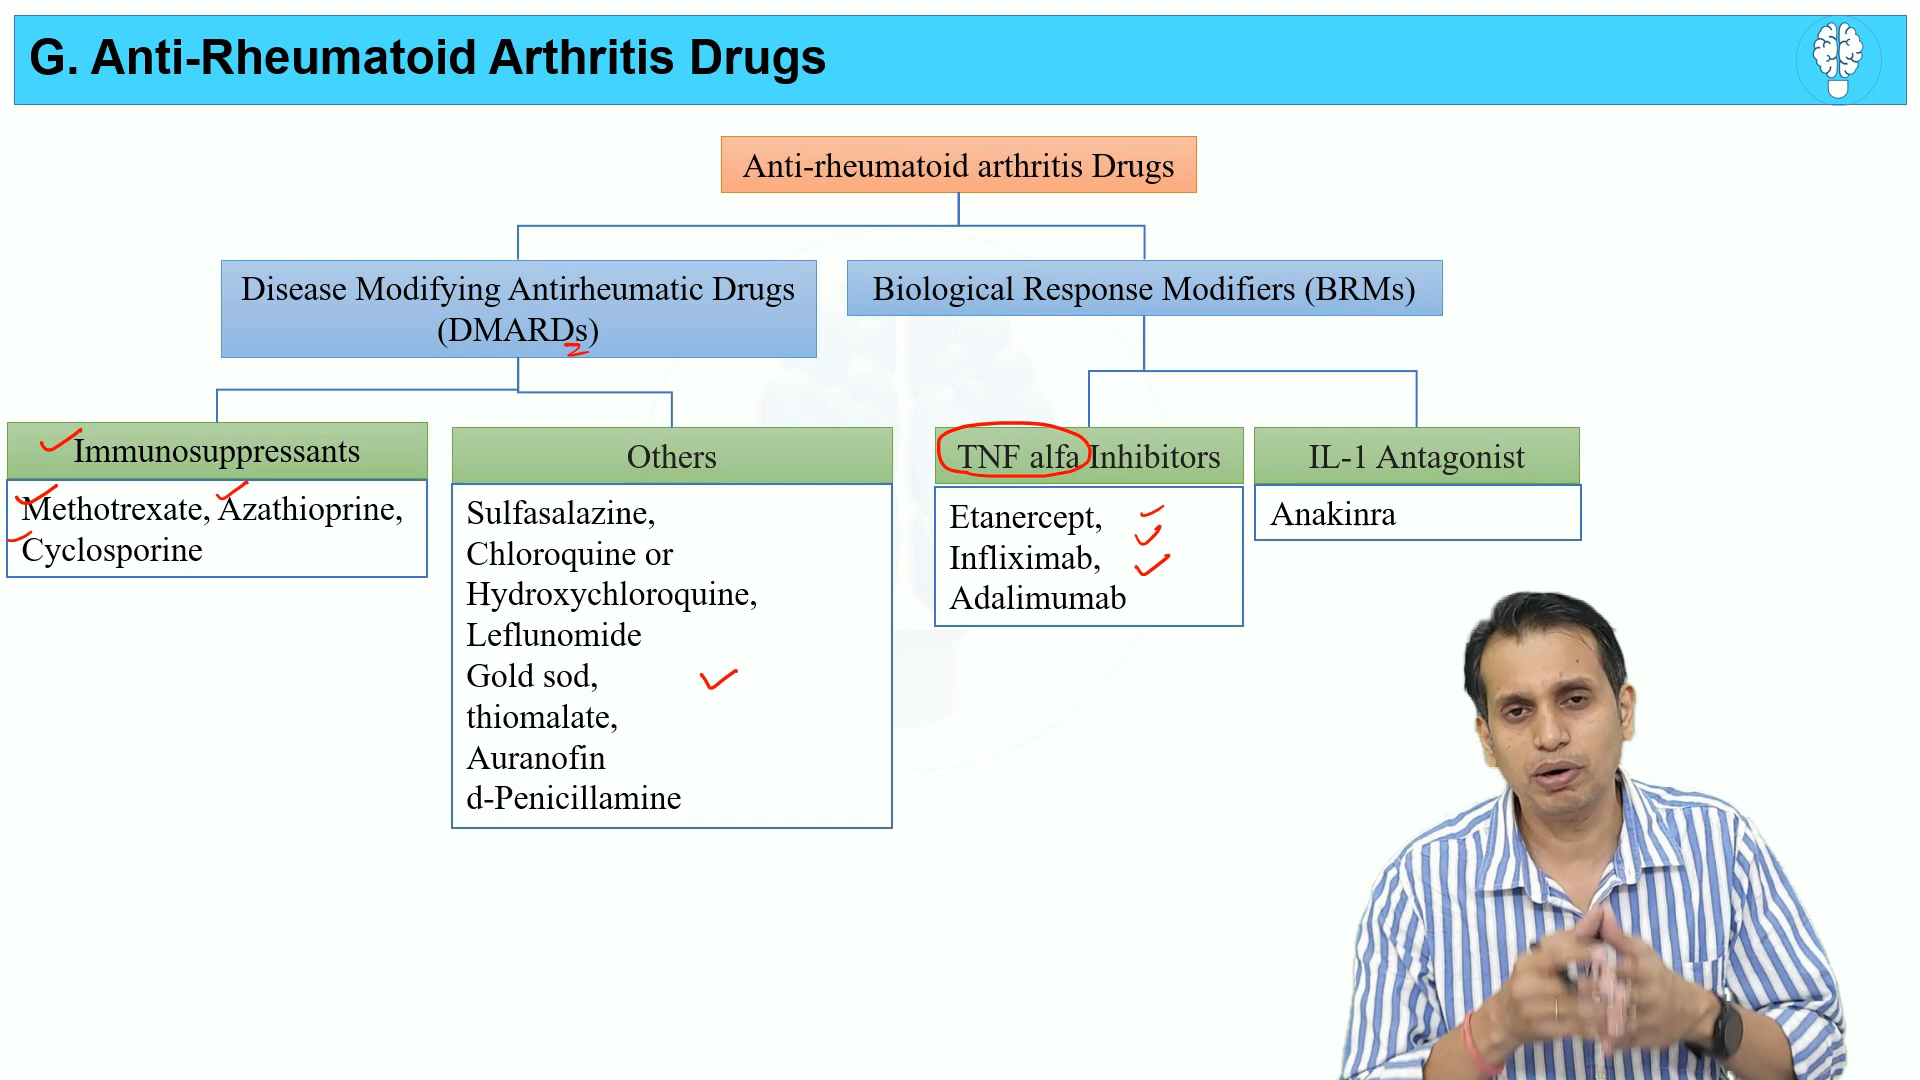 G. Anti-Rheumatoid Arthritis Drugs
Anti-rheumatoid arthritis Drugs
Disease Modifying Antirheumatic Drugs
(DMARDs)
Biological Response Modifiers (BRMs)
Immunosuppressants
Methotrexate, Azathioprine,
Cyclosporine
Others
Sulfasalazine,
Chloroquine or
Hydroxychloroquine,
Leflunomide
Gold sod,
thiomalate,
Auranofin
d-Penicillamine
TNF alfa Inhibitors
Etanercept,
Infliximab,
Adalimumab
IL-1 Antagonist
Anakinra